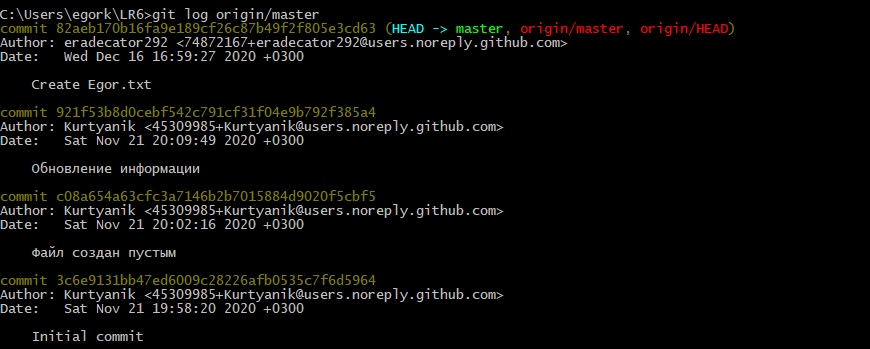 C:\Users\egork\LR6>git log origin/master
commit 82aeb170b16fa9e189cf26c87b49f2f805e3cd63 (HEAD -> master, origin/master, origin/HEAD)
Author: eradecator292 <74872167+eradecator292@users.noreply.github.com>
Date:   Wed Dec 16 16:59:27 2020 +0300
    Create Egor.txt
commit 921f53b8d0cebf542c791cf31f04e9b792f385a4
Author: Kurtyanik <45309985+Kurtyanik@users.noreply.github.com>
Date:   Sat Nov 21 20:09:49 2020 +0300
    Обновление информации
commit c08a654a63cfc3a7146b2b7015884d9020f5cbf5
Author: Kurtyanik <45309985+Kurtyanik@users.noreply.github.com>
Date:   Sat Nov 21 20:02:16 2020 +0300
    Файл создан пустым
commit 3c6e9131bb47ed6009c28226afb0535c7f6d5964
Author: Kurtyanik <45309985+Kurtyanik@users.noreply.github.com>
Date:   Sat Nov 21 19:58:20 2020 +0300
    Initial commit